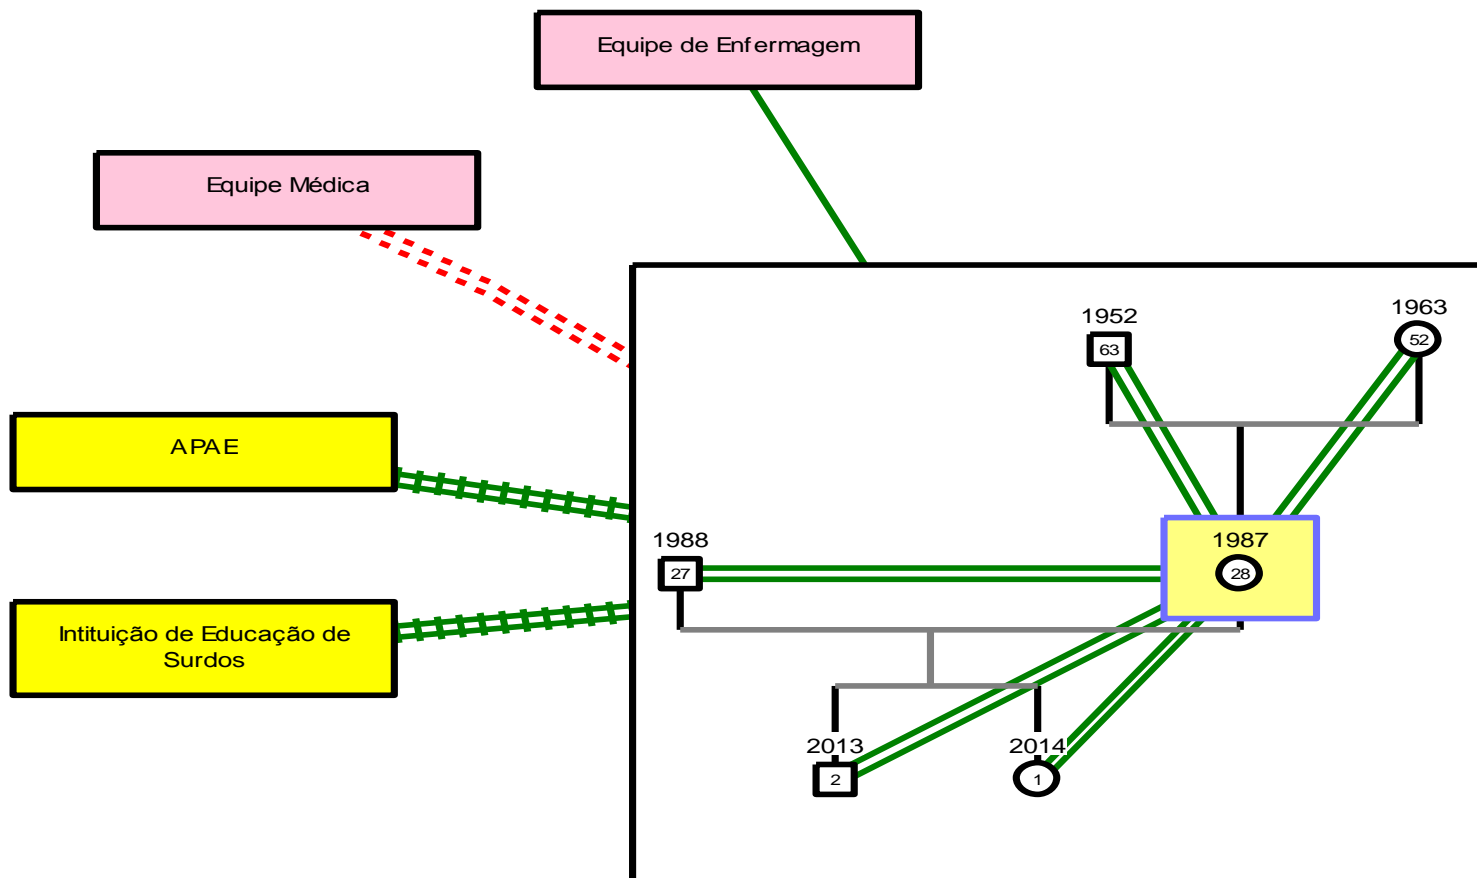 Equipe de Enfermagem
Equipe Médica
1952
1963
63
52
APAE
1988
1987
27
28
Intituição de Educação de
Surdos
2013
2014
2
1